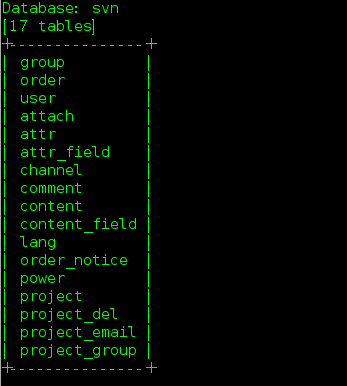 Database: svn
[17 tables]
+---------------+
| group         |
| order         |
| user          |
| attach        |
| attr          |
| attr_field    |
| channel       |
| comment       |
| content       |
| content_field |
| lang          |
| order_notice  |
| power         |
| project       |
| project_del   |
| project_email |
| project_group |
+---------------+